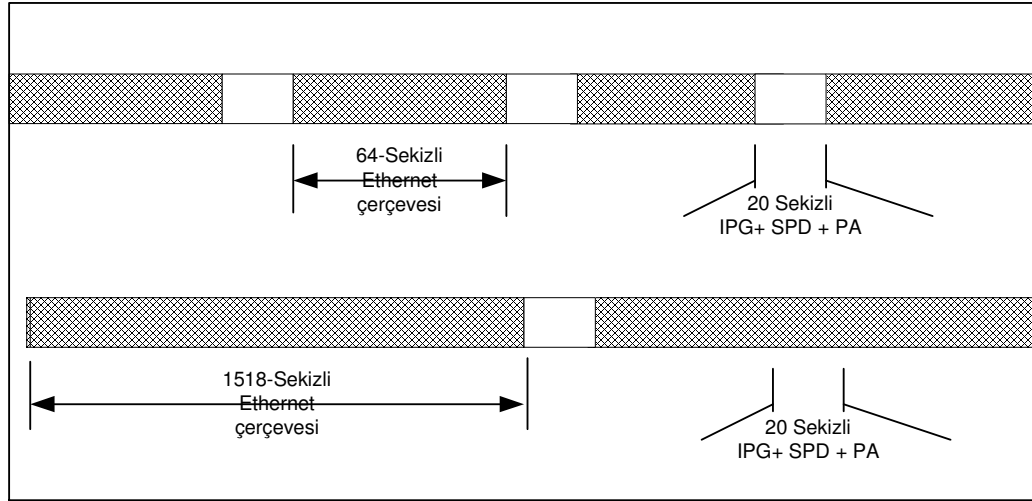 64-Sekizli
Ethernet
çerçevesi
20 Sekizli
IPG+ SPD + PA
1518-Sekizli
Ethernet
çerçevesi
20 Sekizli
IPG+ SPD + PA